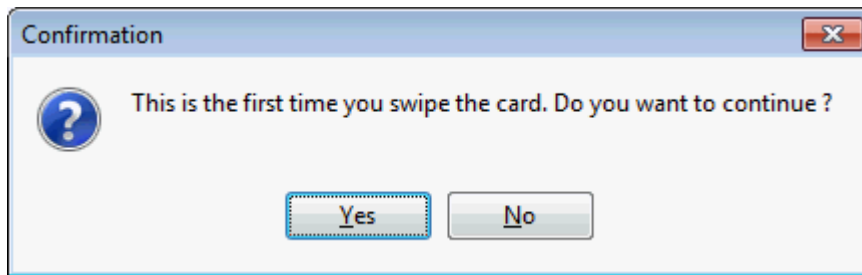 Confirmation
This is the first time you swipe the card. Do you want to continue ?
Yes
No